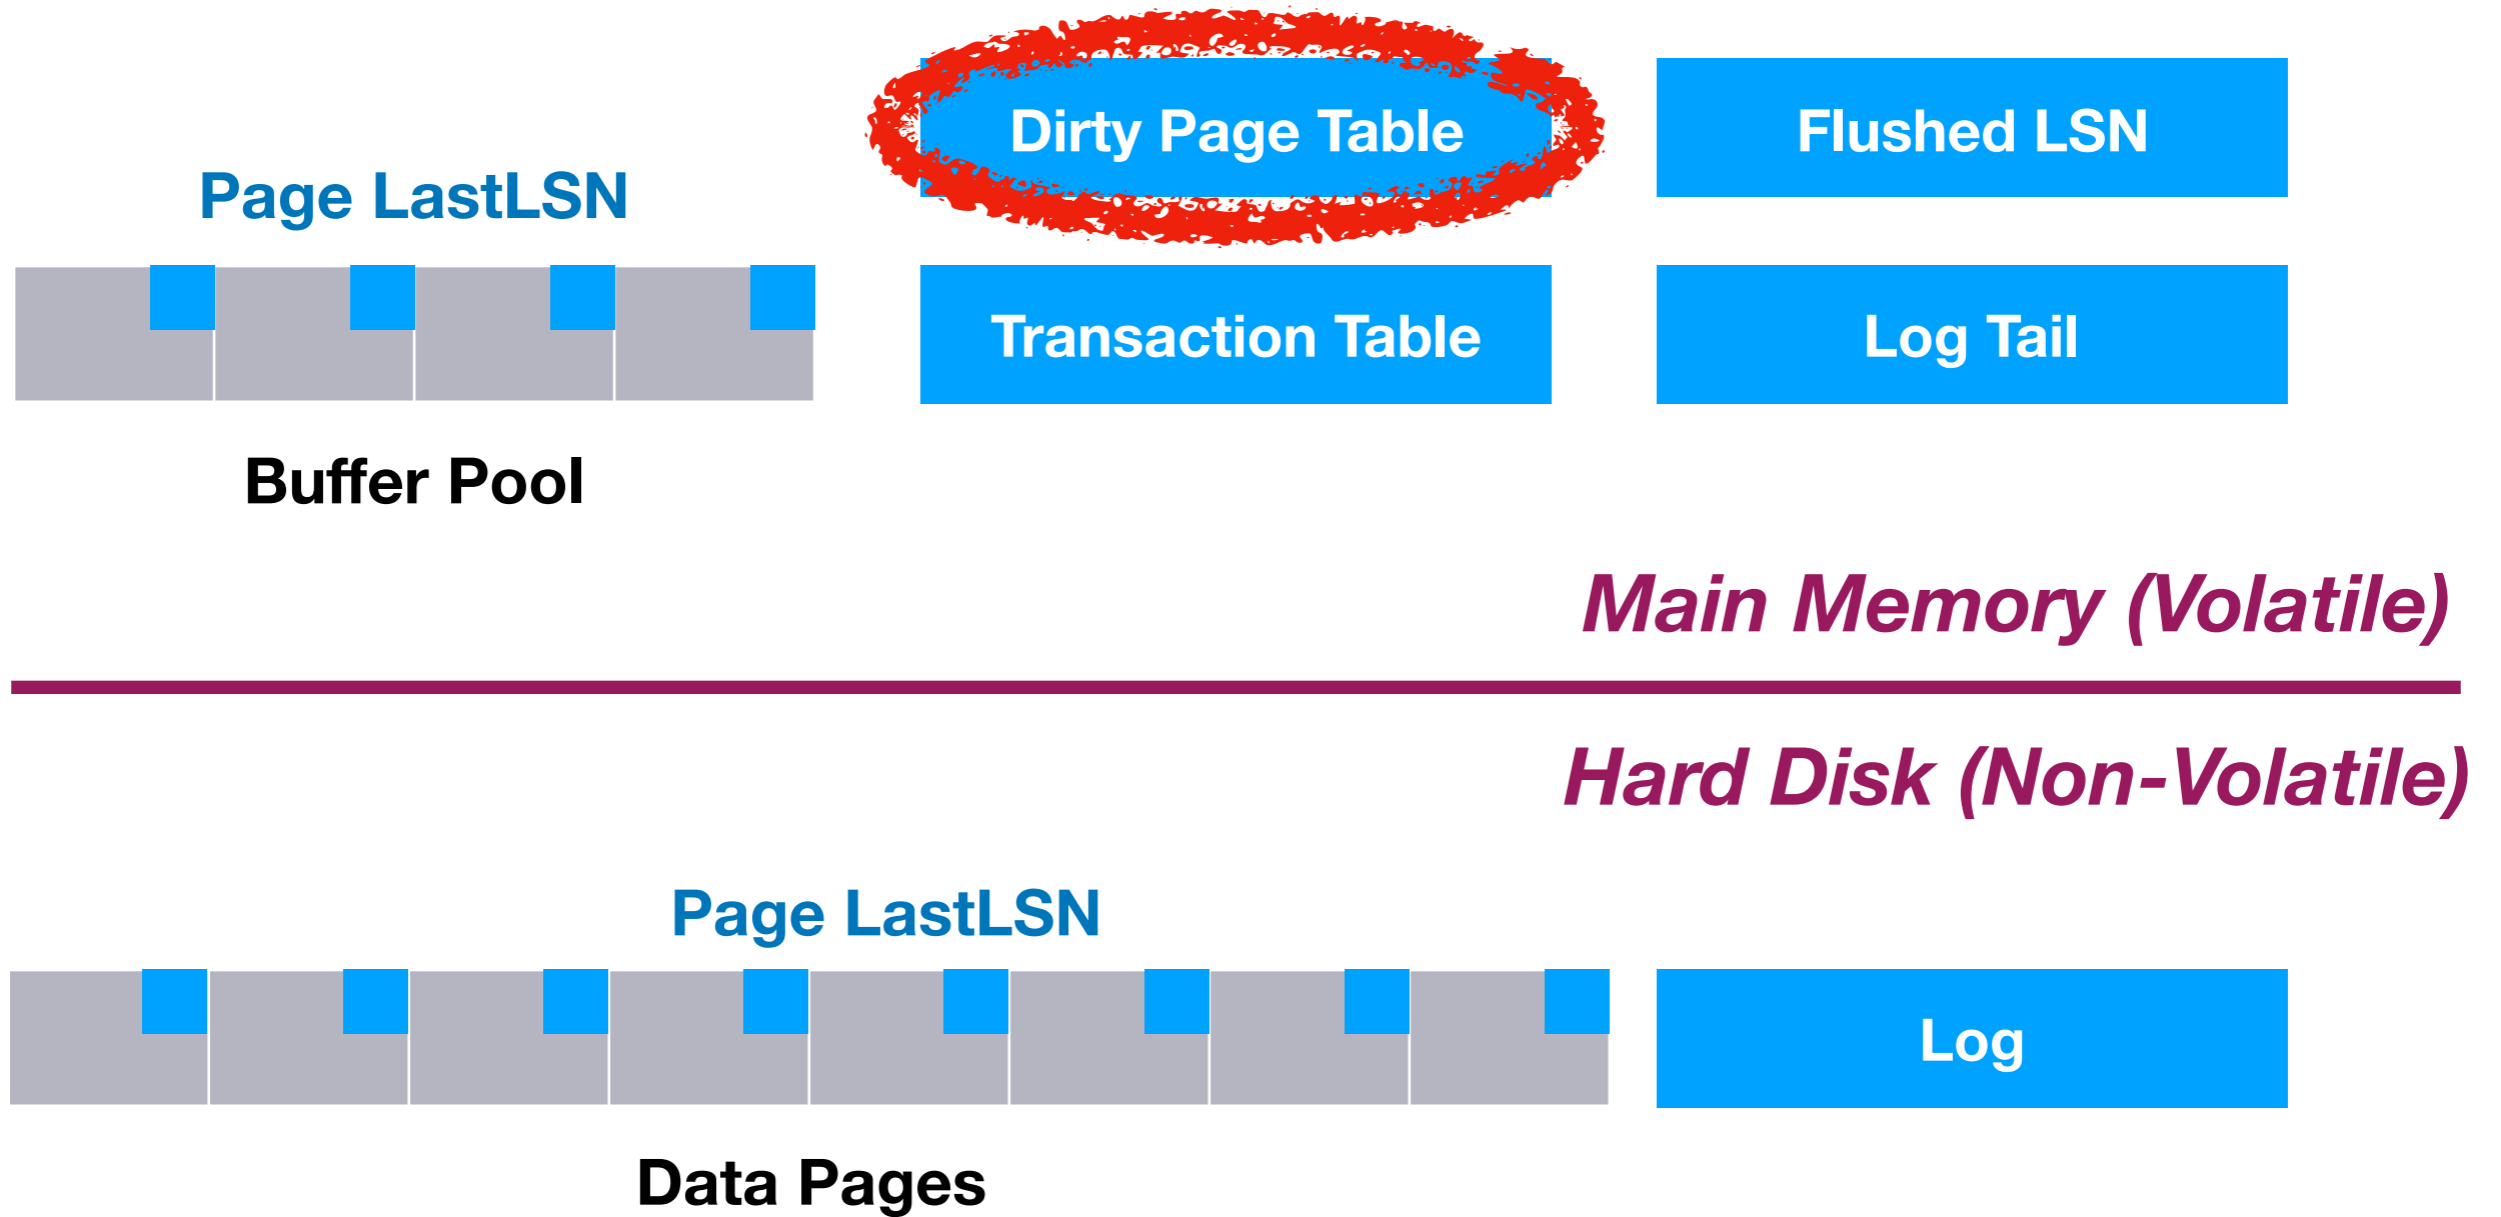 Dirty Page Table
Flushed LSN
Page LastLSN
Transaction Table
Log Tail
Buffer Pool
Main Memory (Volatile)
Hard Disk (Non-Volatile)
Page LastLSN
Log
Data Pages